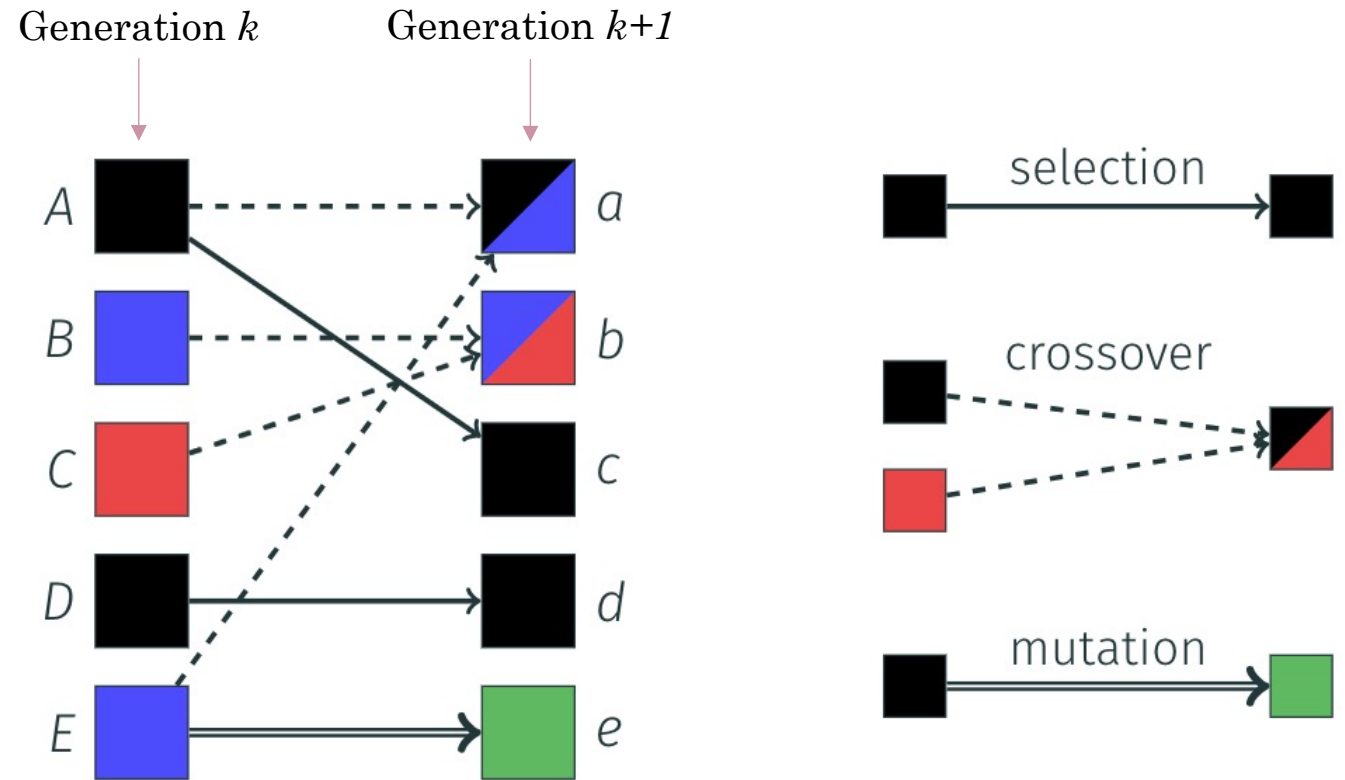 Generation k
Generation k+1
A
a
B
b
C
c
D
d
E
e
selection
crossover
mutation